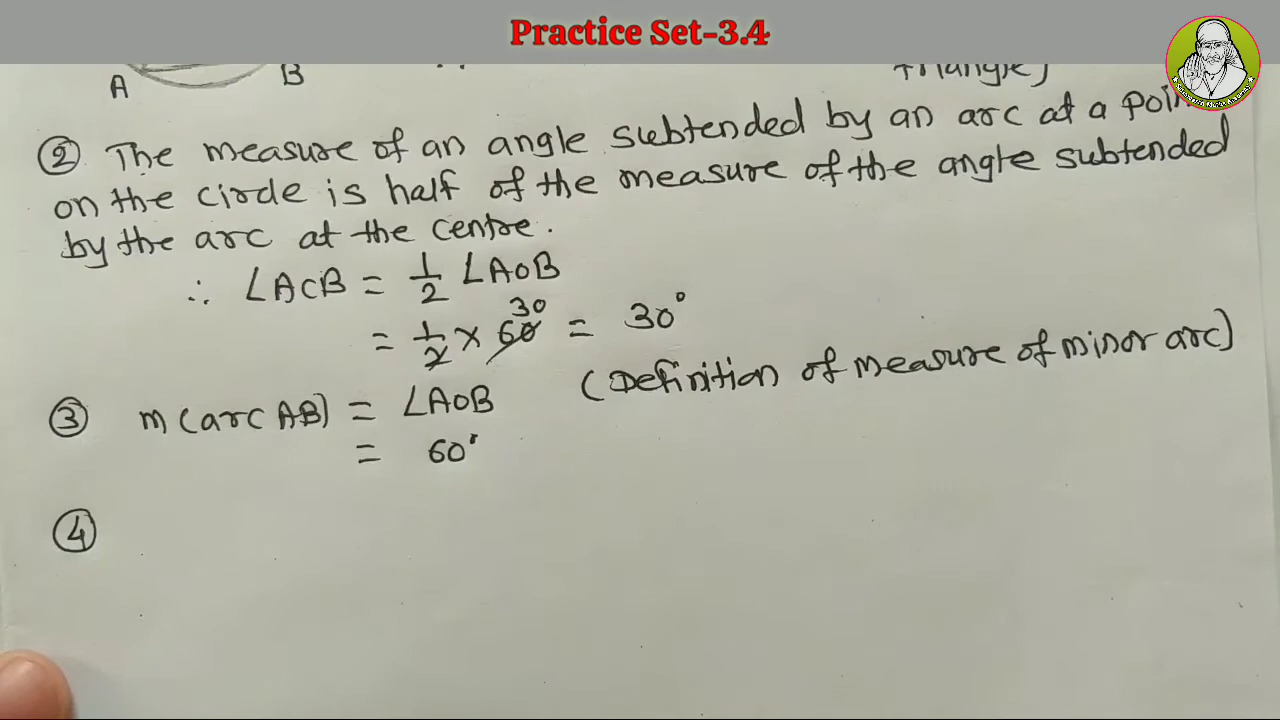 Practice Set-3.4
A B ∴ Triangle)
② The measure of an angle subtended by an arc at a
on the circle is half of the measure of the angle subtended
by the arc at the centre.
∴ ∠ACB = 1/2 ∠AOB
= 1/2 × 60 30 = 30°
③ m(arc AB) = ∠AOB (Definition of measure of minor arc)
= 60°
④